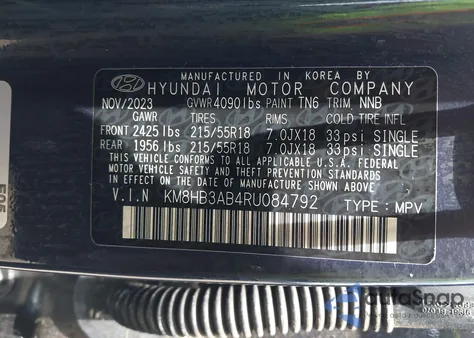 MANUFACTURED IN KOREA BY
HYUNDAI MOTOR COMPANY
NOV/2023 GVWR 4090lbs PAINT TN6 TRIM, NNB
GAWR TIRES RIMS COLD TIRE INFL
FRONT 2425lbs 215/55R18 7.0JX18 33psi SINGLE
REAR 1956lbs 215/55R18 7.0JX18 33psi SINGLE
THIS VEHICLE CONFORMS TO ALL APPLICABLE U.S.A. FEDERAL
MOTOR VEHICLE SAFETY AND THEFT PREVENTION STANDARDS
IN EFFECT ON THE DATE OF MANUFACTURE SHOWN ABOVE.
V.I.N KM8HB3AB4RU084792 TYPE: MPV
autoSnap